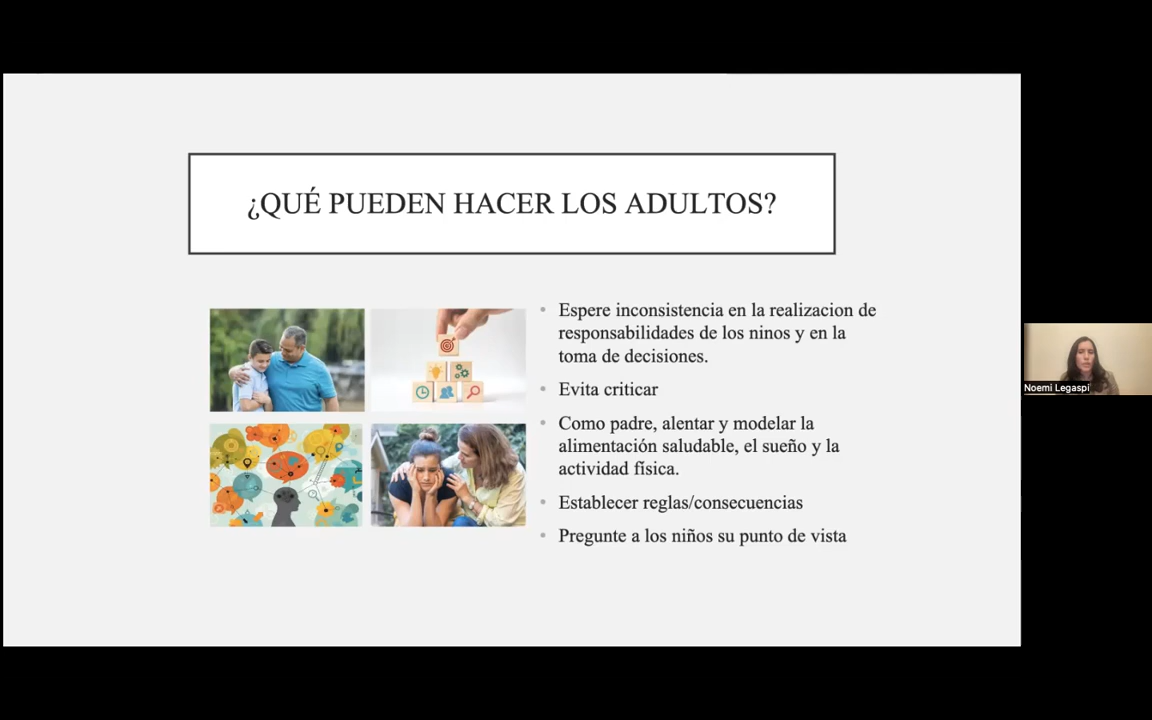 ¿QUÉ PUEDEN HACER LOS ADULTOS?
Espere inconsistencia en la realizacion de
responsabilidades de los ninos y en la
toma de decisiones.
Evita criticar
Como padre, alentar y modelar la
alimentación saludable, el sueño y la
actividad física.
Establecer reglas/consecuencias
Pregunte a los niños su punto de vista
Noemi Legaspi